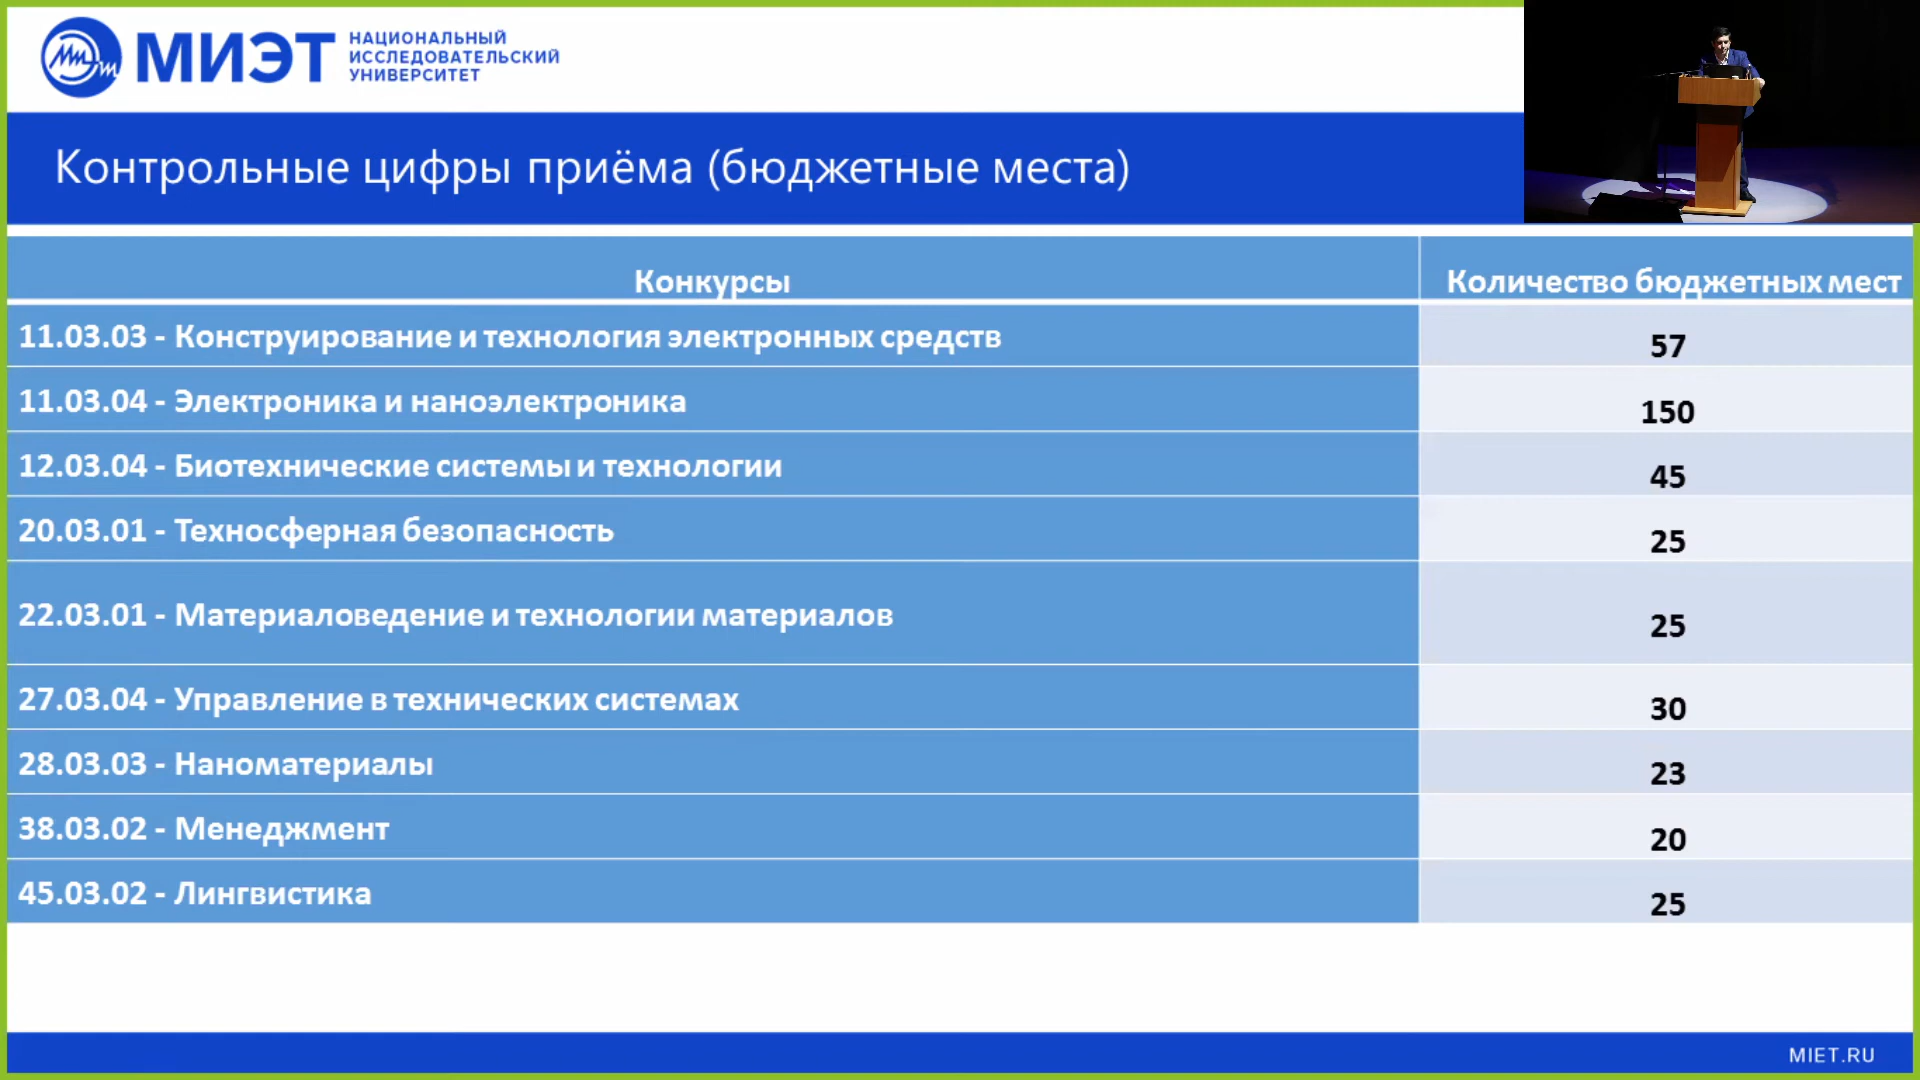 МИЭТ
НАЦИОНАЛЬНЫЙ
ИССЛЕДОВАТЕЛЬСКИЙ
УНИВЕРСИТЕТ
Контрольные цифры приёма (бюджетные места)
Конкурсы Количество бюджетных мест
11.03.03 - Конструирование и технология электронных средств 57
11.03.04 - Электроника и наноэлектроника 150
12.03.04 - Биотехнические системы и технологии 45
20.03.01 - Техносферная безопасность 25
22.03.01 - Материаловедение и технологии материалов 25
27.03.04 - Управление в технических системах 30
28.03.03 - Наноматериалы 23
38.03.02 - Менеджмент 20
45.03.02 - Лингвистика 25
MIET.RU